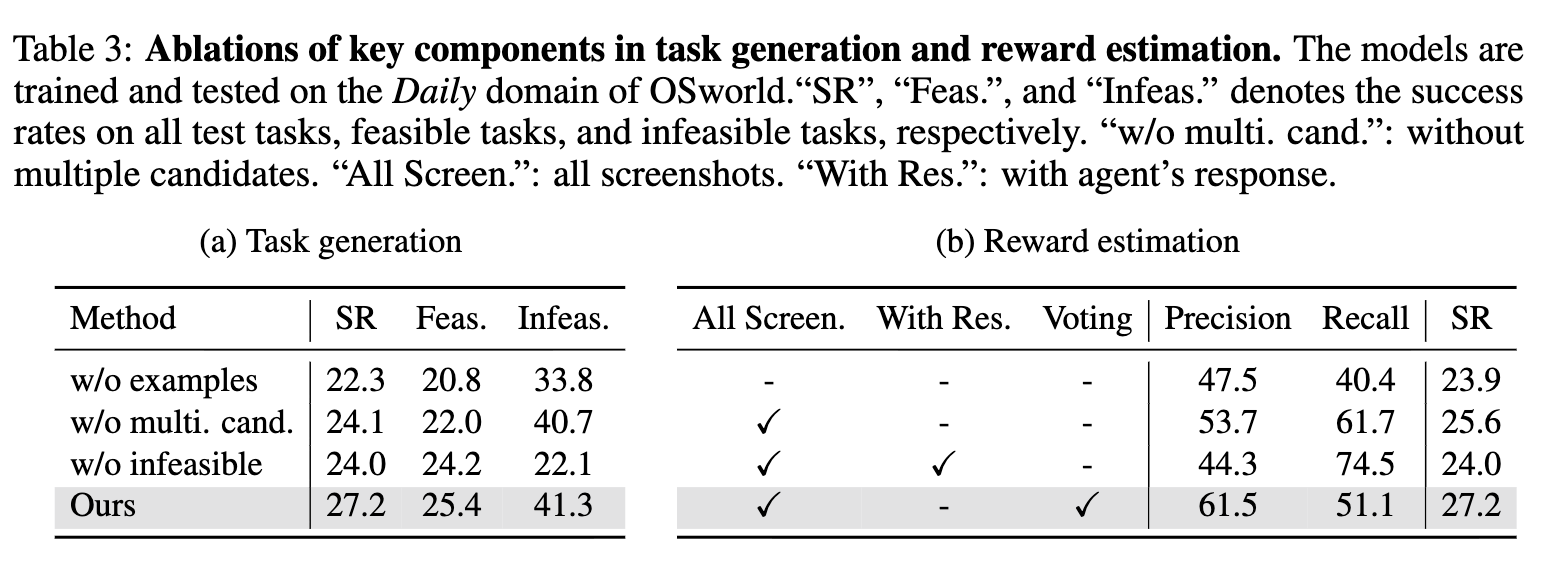 Table 3: Ablations of key components in task generation and reward estimation. The models are
trained and tested on the Daily domain of OSworld.“SR”, “Feas.”, and “Infeas.” denotes the success
rates on all test tasks, feasible tasks, and infeasible tasks, respectively. “w/o multi. cand.”: without
multiple candidates. “All Screen.”: all screenshots. “With Res.”: with agent’s response.
(a) Task generation
Method SR Feas. Infeas.
w/o examples 22.3 20.8 33.8
w/o multi. cand. 24.1 22.0 40.7
w/o infeasible 24.0 24.2 22.1
Ours 27.2 25.4 41.3
(b) Reward estimation
All Screen. With Res. Voting Precision Recall SR
- - - 47.5 40.4 23.9
✓ - - 53.7 61.7 25.6
✓ ✓ - 44.3 74.5 24.0
✓ - ✓ 61.5 51.1 27.2